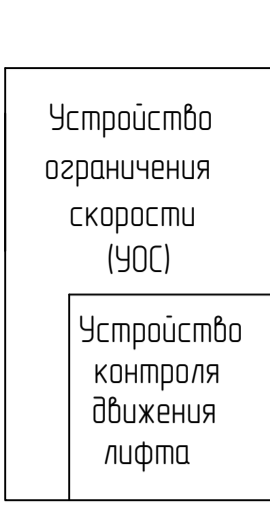 Устройство
ограничения
скорости
(УОС)
Устройство
контроля
движения
лифта